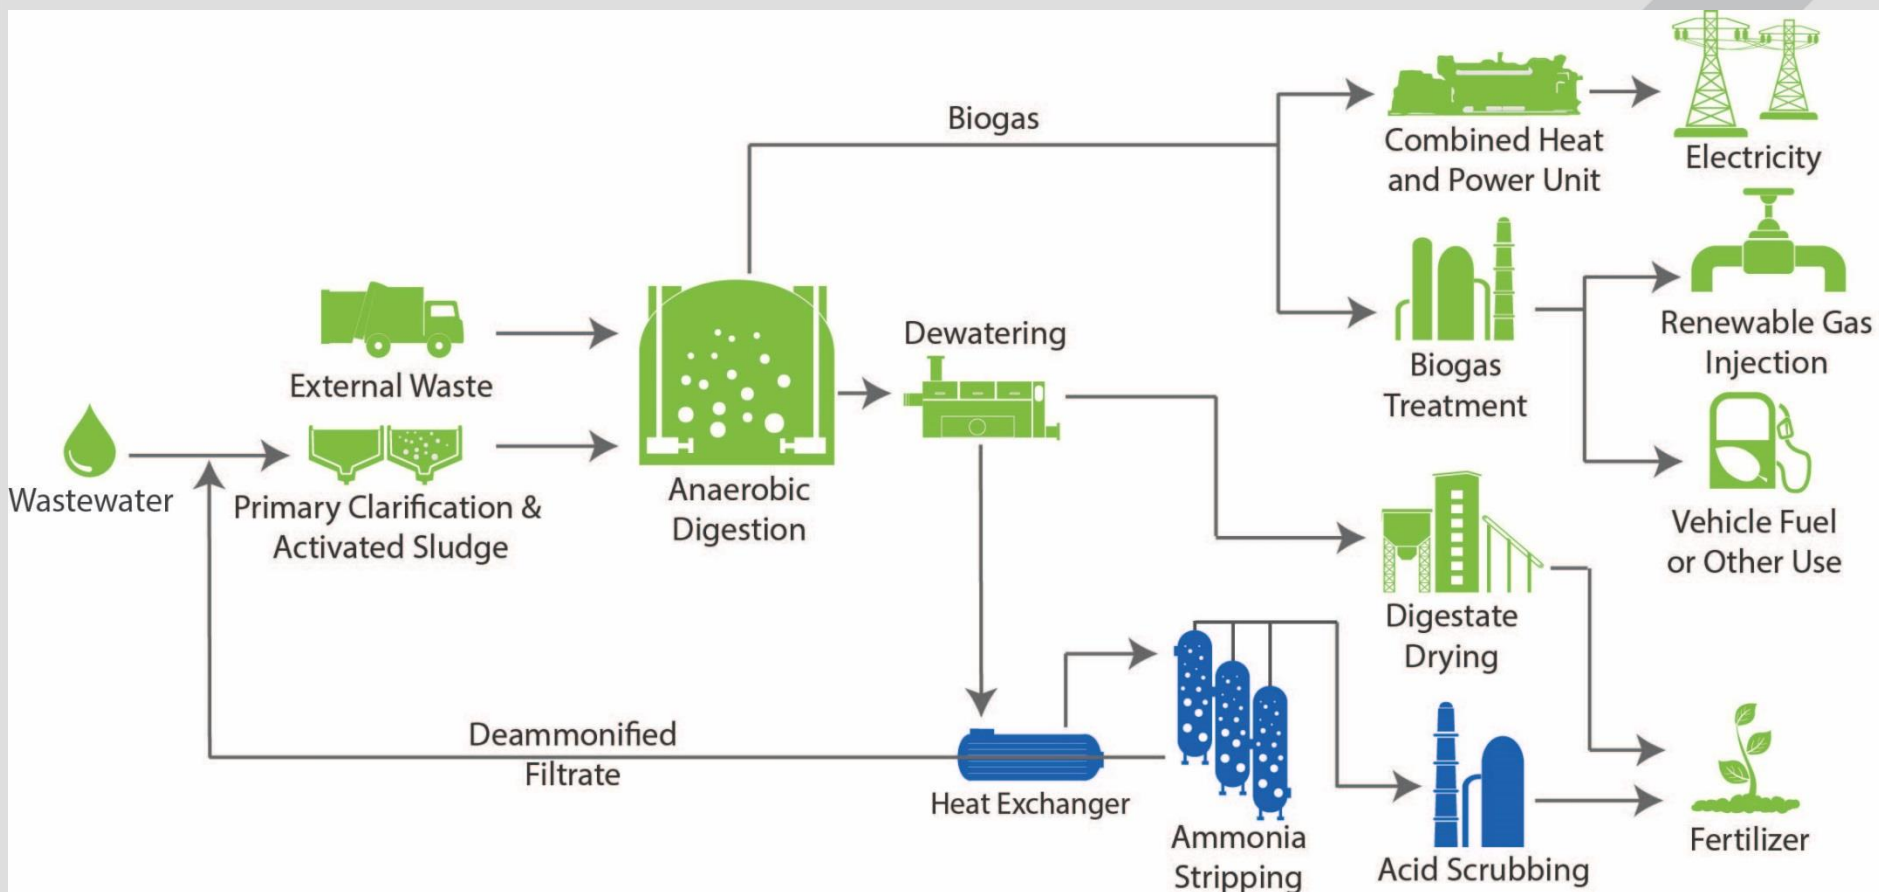 Biogas
Combined Heat
and Power Unit
Electricity
External Waste
Dewatering
Biogas
Treatment
Renewable Gas
Injection
Wastewater
Primary Clarification &
Activated Sludge
Anaerobic
Digestion
Vehicle Fuel
or Other Use
Digestate
Drying
Deammonified
Filtrate
Heat Exchanger
Ammonia
Stripping
Acid Scrubbing
Fertilizer